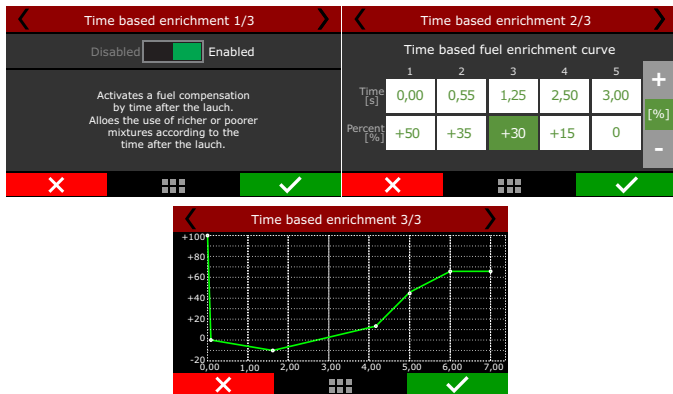 Time based enrichment 1/3
Disabled Enabled
Activates a fuel compensation
by time after the lauch.
Alloes the use of richer or poorer
mixtures according to the
time after the lauch.
Time based enrichment 2/3
Time based fuel enrichment curve
1 2 3 4 5
Time [s] 0,00 0,55 1,25 2,50 3,00
Percent [%] +50 +35 +30 +15 0
+
[%]
-
Time based enrichment 3/3
+100
+80
+60
+40
+20
0
-20
0,00 1,00 2,00 3,00 4,00 5,00 6,00 7,00